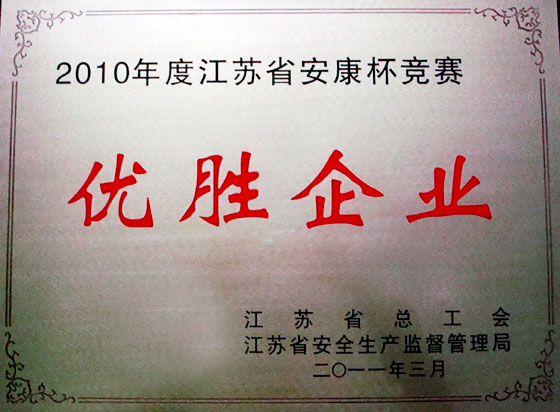 2010年度江苏省安康杯竞赛
优胜企业
江苏省总工会
江苏省安全生产监督管理局
二〇一一年三月